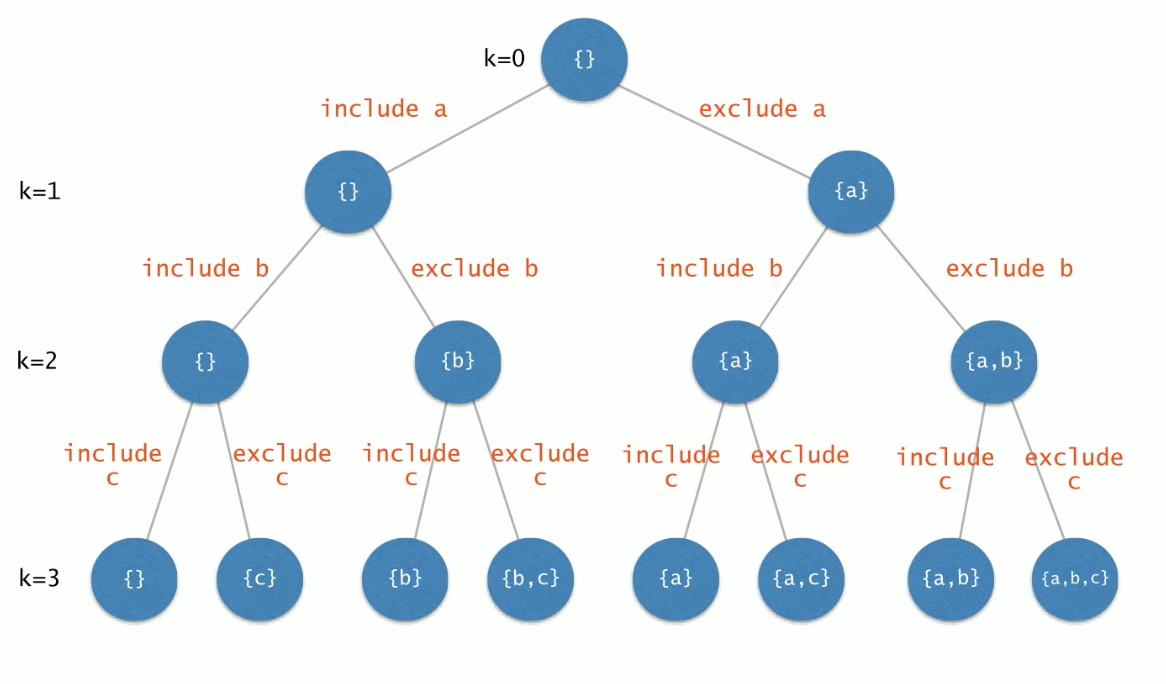 k=0 {}
include a exclude a
k=1 {} {a}
include b exclude b include b exclude b
k=2 {} {b} {a} {a,b}
include exclude include exclude include exclude include exclude
c c c c c c c c
k=3 {} {c} {b} {b,c} {a} {a,c} {a,b} {a,b,c}